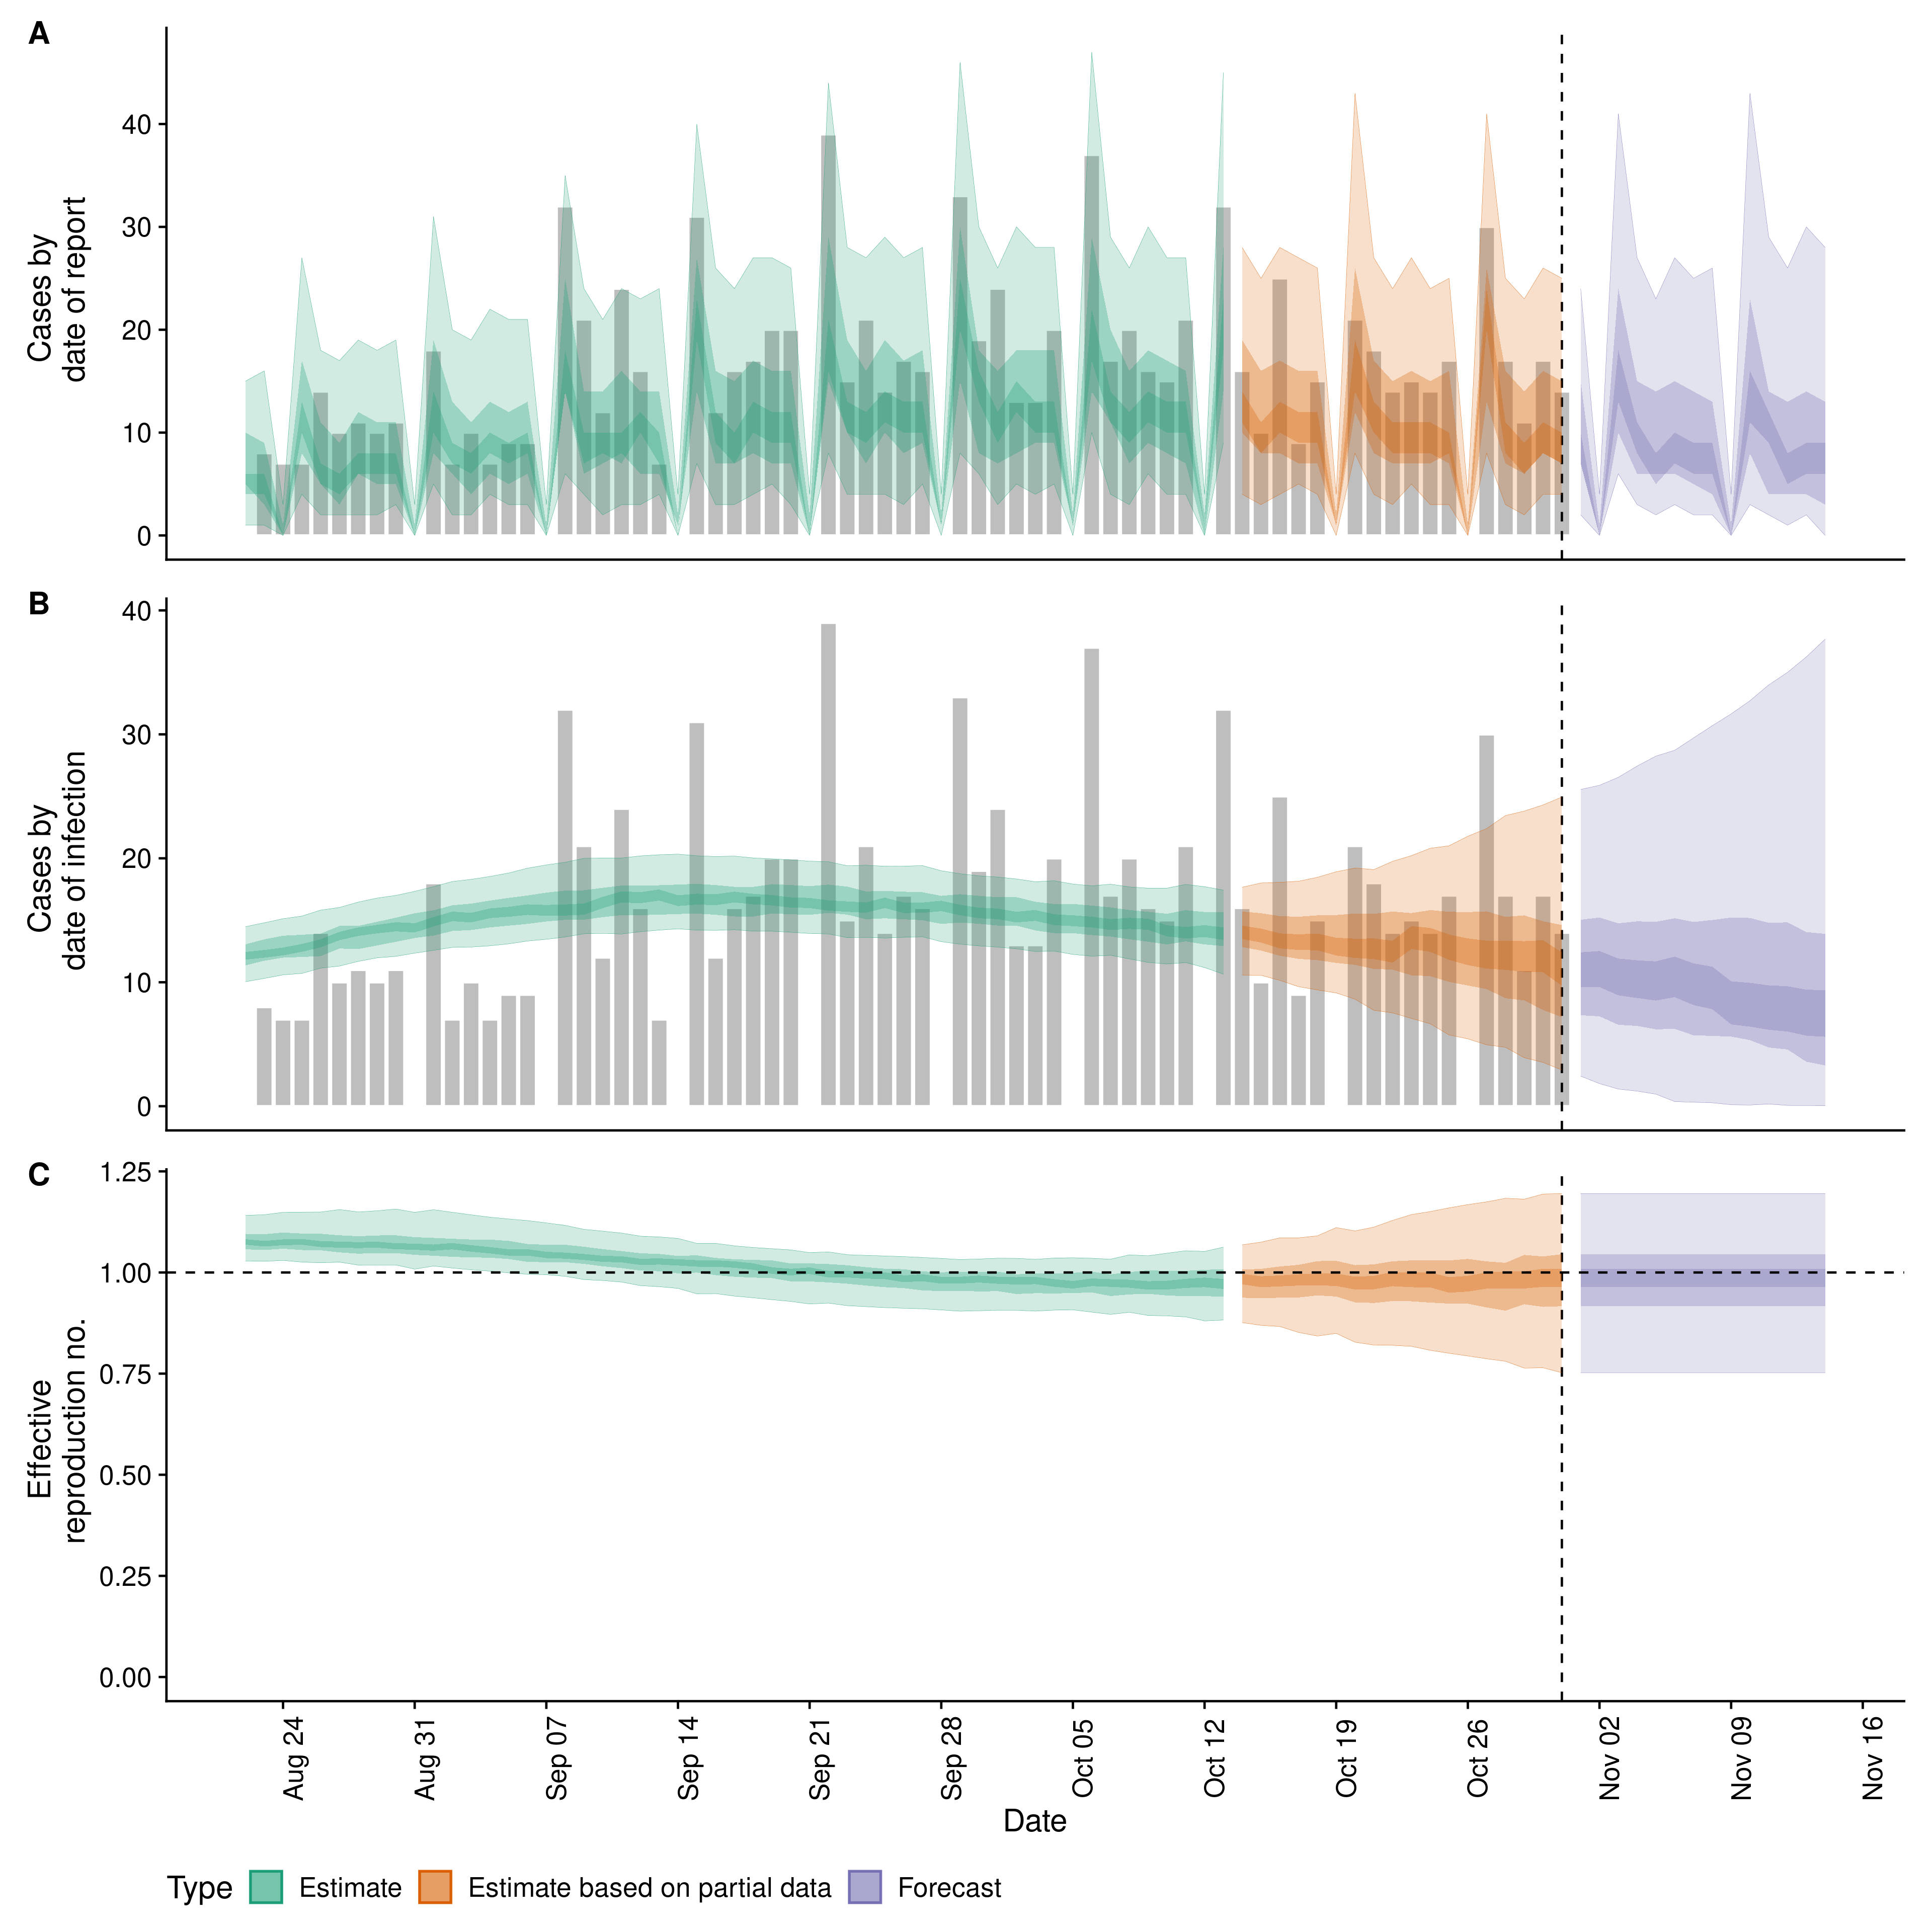 A
Cases by
date of report
40
30
20
10
0
B
Cases by
date of infection
40
30
20
10
0
C
Effective
reproduction no.
1.25
1.00
0.75
0.50
0.25
0.00
Aug 24
Aug 31
Sep 07
Sep 14
Sep 21
Sep 28
Oct 05
Oct 12
Oct 19
Oct 26
Nov 02
Nov 09
Nov 16
Date
Type Estimate Estimate based on partial data Forecast